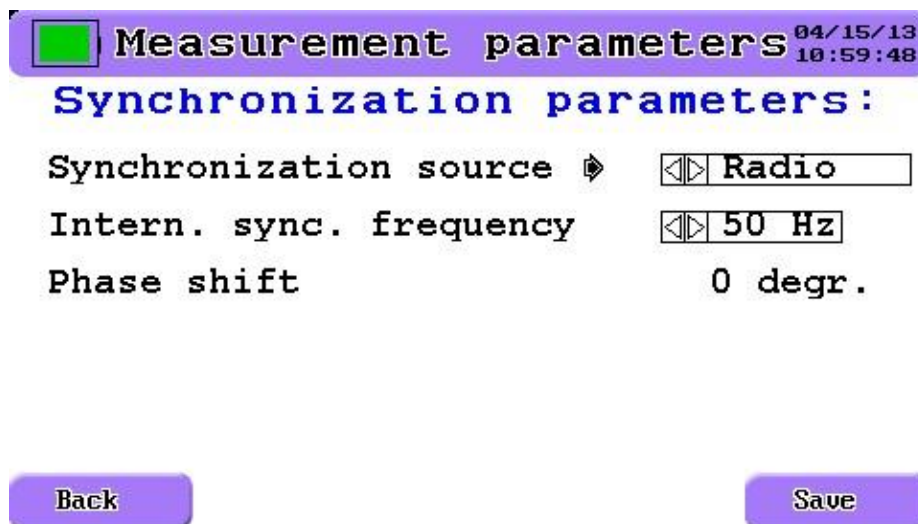 Measurement parameters 04/15/13
10:59:48
Synchronization parameters:
Synchronization source Radio
Intern. sync. frequency 50 Hz
Phase shift 0 degr.
Back Save